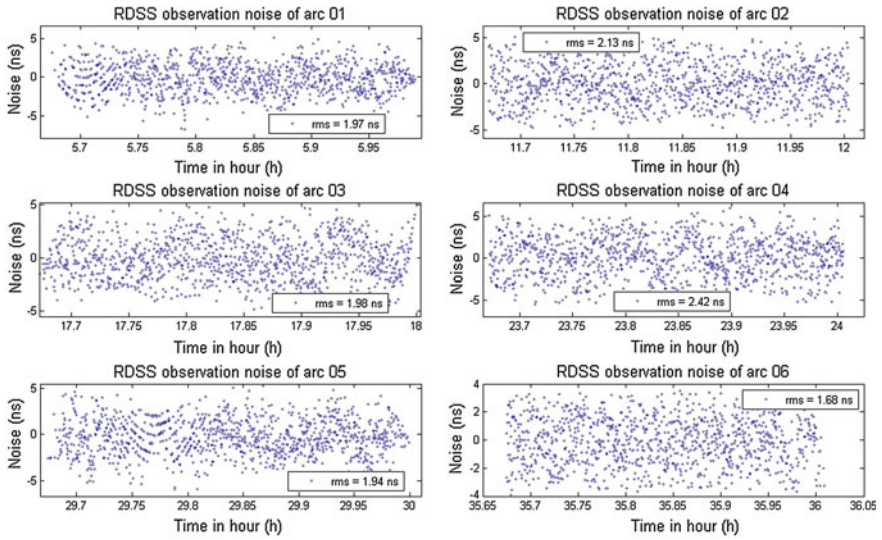 RDSS observation noise of arc 01
Noise (ns)
5
0
-5
rms = 1.97 ns
5.7 5.75 5.8 5.85 5.9 5.95
Time in hour (h)
RDSS observation noise of arc 02
Noise (ns)
5
0
-5
rms = 2.13 ns
11.7 11.75 11.8 11.85 11.9 11.95 12
Time in hour (h)
RDSS observation noise of arc 03
Noise (ns)
5
0
-5
rms = 1.98 ns
17.7 17.75 17.8 17.85 17.9 17.95 18
Time in hour (h)
RDSS observation noise of arc 04
Noise (ns)
5
0
-5
rms = 2.42 ns
23.7 23.75 23.8 23.85 23.9 23.95 24
Time in hour (h)
RDSS observation noise of arc 05
Noise (ns)
5
0
-5
rms = 1.94 ns
29.7 29.75 29.8 29.85 29.9 29.95 30
Time in hour (h)
RDSS observation noise of arc 06
Noise (ns)
4
2
0
-2
4
rms = 1.68 ns
35.65 35.7 35.75 35.8 35.85 35.9 35.95 36 36.05
Time in hour (h)